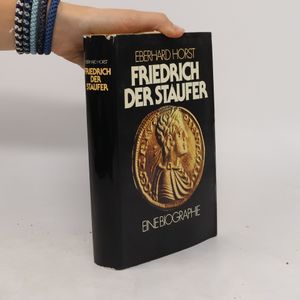 EBERHARD HORST
FRIEDRICH
DER STAUFER
EINE BIOGRAPHIE
EBERHARD HORST
FRIEDRICH
DER
STAUFER